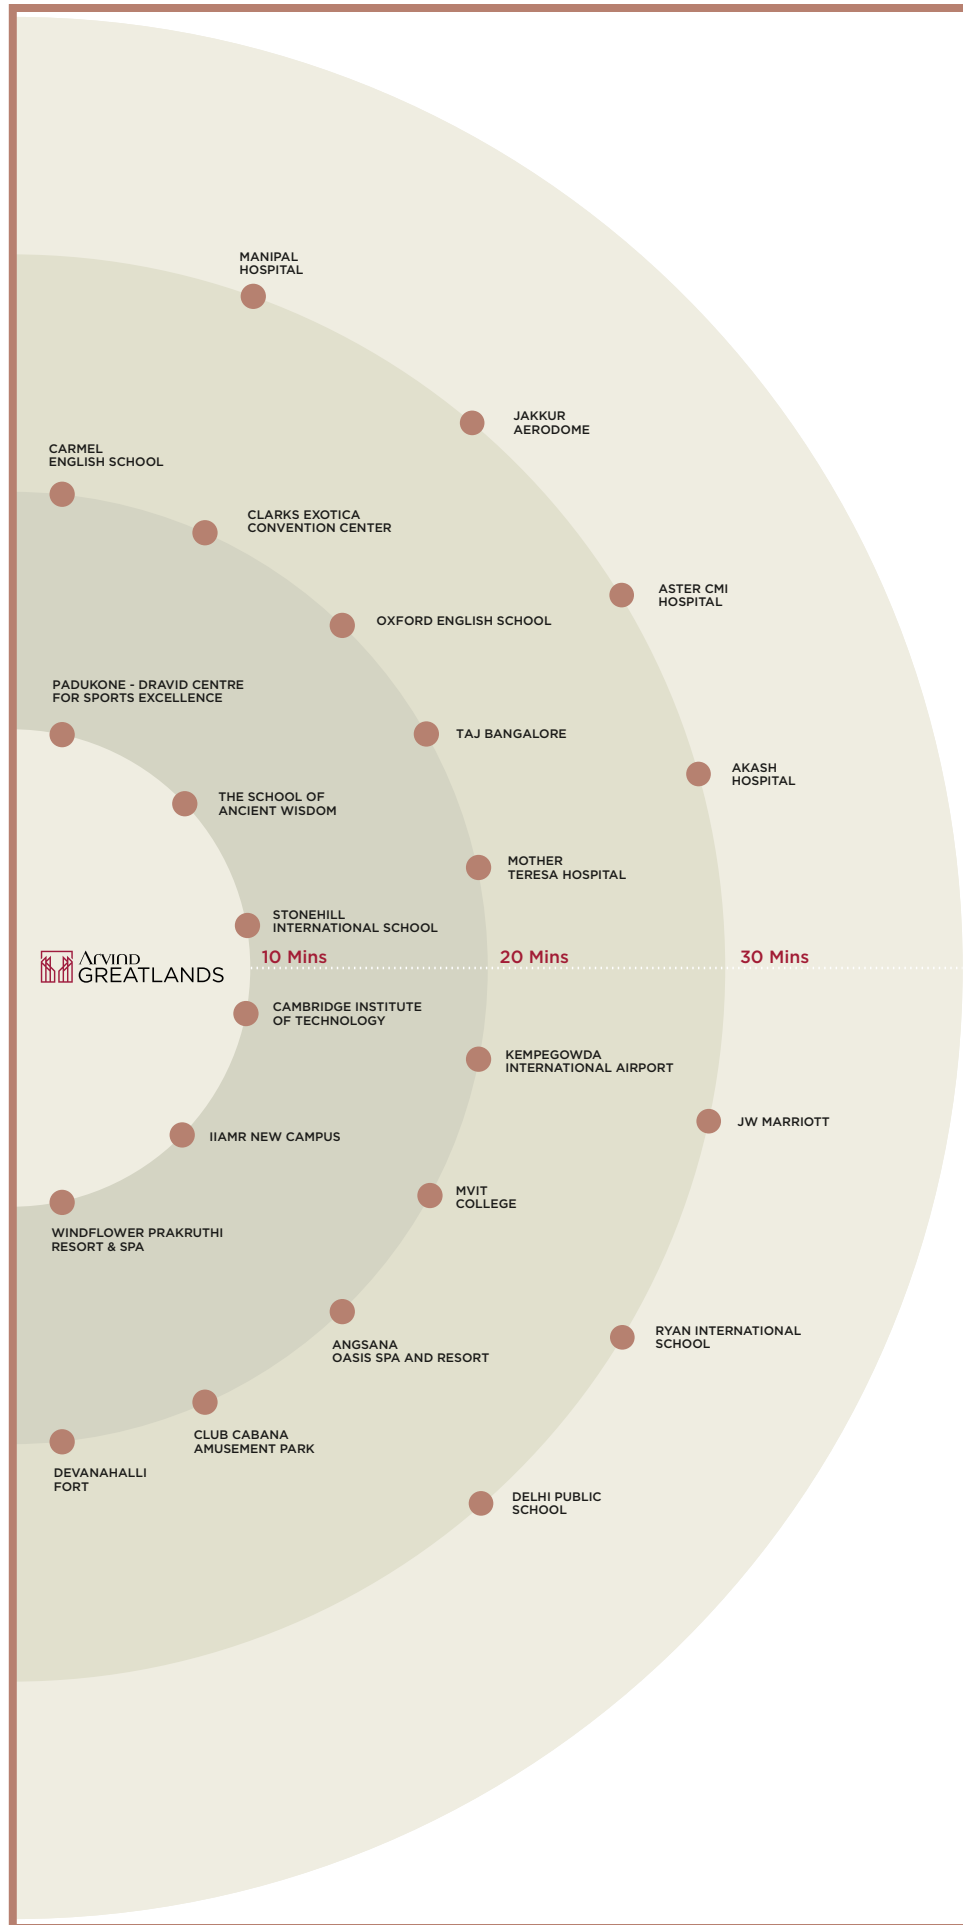 MANIPAL
HOSPITAL
JAKKUR
AERODOME
CARMEL
ENGLISH SCHOOL
CLARKS EXOTICA
CONVENTION CENTER
ASTER CMI
HOSPITAL
OXFORD ENGLISH SCHOOL
PADUKONE - DRAVID CENTRE
FOR SPORTS EXCELLENCE
TAJ BANGALORE
AKASH
HOSPITAL
THE SCHOOL OF
ANCIENT WISDOM
MOTHER
TERESA HOSPITAL
STONEHILL
INTERNATIONAL SCHOOL
Arvind
GREATLANDS
10 Mins
20 Mins
30 Mins
CAMBRIDGE INSTITUTE
OF TECHNOLOGY
KEMPEGOWDA
INTERNATIONAL AIRPORT
JW MARRIOTT
IIAMR NEW CAMPUS
MVIT
COLLEGE
WINDFLOWER PRAKRUTHI
RESORT & SPA
ANGSANA
OASIS SPA AND RESORT
RYAN INTERNATIONAL
SCHOOL
CLUB CABANA
AMUSEMENT PARK
DEVANAHALLI
FORT
DELHI PUBLIC
SCHOOL